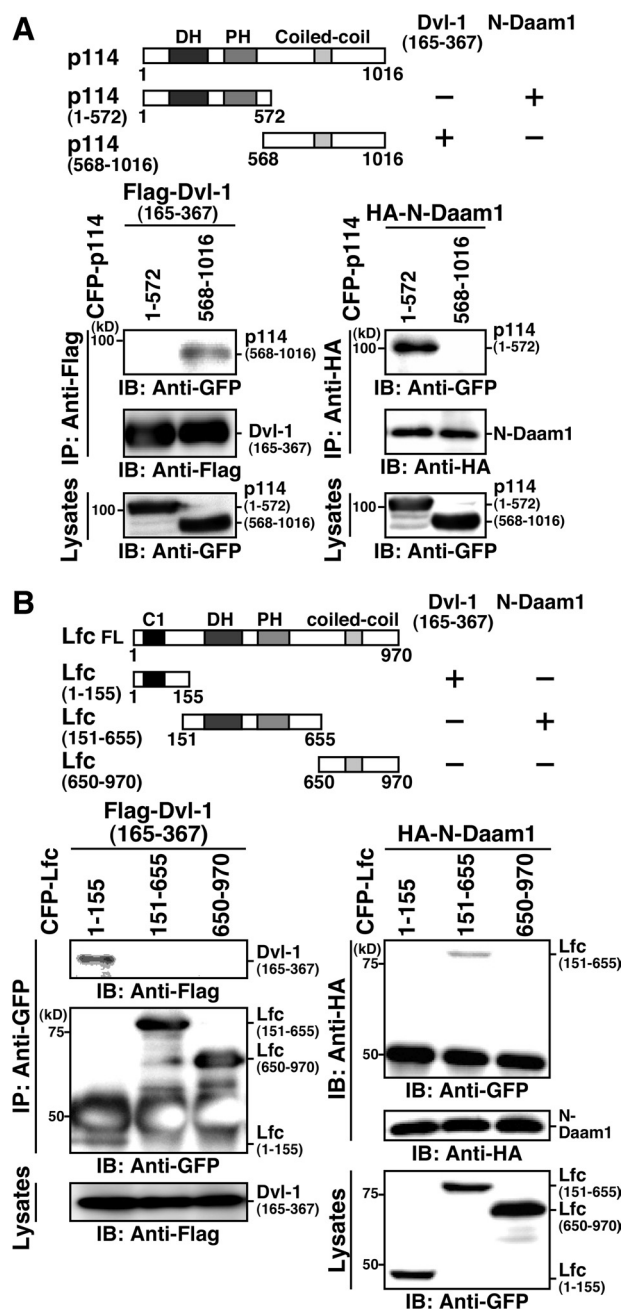 A
Dvl-1 N-Daam1
(165-367)
DH PH Coiled-coil
p114
1 1016
p114 − +
(1-572) 1 572
p114 + −
(568-1016) 568 1016
Flag-Dvl-1
(165-367)
CFP-p114
1-572
568-1016
(kD)
100
p114
(568-1016)
IP: Anti-Flag
IB: Anti-GFP
Dvl-1
(165-367)
IB: Anti-Flag
Lysates
100
p114
(1-572)
(568-1016)
IB: Anti-GFP
HA-N-Daam1
CFP-p114
1-572
568-1016
(kD)
100
p114
(1-572)
IP: Anti-HA
IB: Anti-GFP
N-Daam1
IB: Anti-HA
Lysates
100
p114
(1-572)
(568-1016)
IB: Anti-GFP
B
Dvl-1 N-Daam1
(165-367)
C1 DH PH coiled-coil
Lfc FL
1 970
Lfc + −
(1-155) 1 155
Lfc − +
(151-655) 151 655
Lfc − −
(650-970) 650 970
Flag-Dvl-1
(165-367)
CFP-Lfc
1-155
151-655
650-970
Dvl-1
(165-367)
IP: Anti-GFP
IB: Anti-Flag
(kD)
75
50
Lfc
(151-655)
Lfc
(650-970)
Lfc
(1-155)
IB: Anti-GFP
Lysates
Dvl-1
(165-367)
IB: Anti-Flag
HA-N-Daam1
CFP-Lfc
1-155
151-655
650-970
(kD)
75
50
Lfc
(151-655)
IB: Anti-HA
IB: Anti-GFP
N-
Daam1
IB: Anti-HA
Lysates
75
50
Lfc
(151-655)
Lfc
(650-970)
Lfc
(1-155)
IB: Anti-GFP